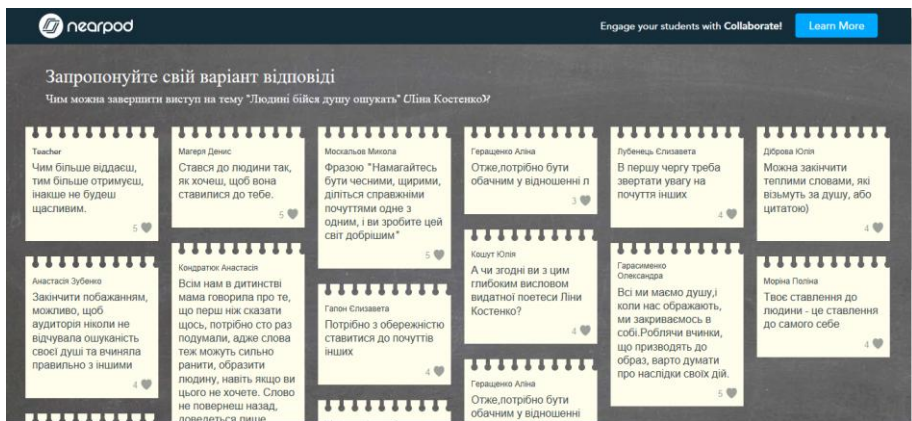 nearpod
Engage your students with Collaborate!
Learn More
Запропонуйте свій варіант відповіді
Чим можна завершити виступ на тему "Людині бійся душу ошукать" (Ліна Костенко)?
Teacher
Чим більше віддаєш,
тим більше отримуєш,
інакше не будеш
щасливим.
5
Анастасія Зубенко
Закінчити побажанням,
можливо, щоб
аудиторія ніколи не
відчувала ошуканість
своєї душі та вчиняла
правильно з іншими
4
Магеря Денис
Стався до людини так,
як хочеш, щоб вона
ставилися до тебе.
5
Кондратюк Анастасія
Всім нам в дитинстві
мама говорила про те,
що перш ніж сказати
щось, потрібно сто раз
подумали, адже слова
теж можуть сильно
ранити, образити
людину, навіть якщо ви
цього не хочете. Слово
не повернеш назад,
доведеться лише
Москальов Микола
Фразою "Намагайтесь
бути чесними, щирими,
діліться справжніми
почуттями одне з
одним, і ви зробите цей
світ добрішим"
5
Гапон Єлизавета
Потрібно з обережністю
ставитися до почуттів
інших
4
Геращенко Аліна
Отже,потрібно бути
обачним у відношенні л
3
Кошут Юлія
А чи згодні ви з цим
глибоким висловом
видатної поетеси Ліни
Костенко?
4
Геращенко Аліна
Отже,потрібно бути
обачним у відношенні
Лубенець Єлизавета
В першу чергу треба
звертати увагу на
почуття інших
4
Гарасименко
Олександра
Всі ми маємо душу,і
коли нас ображають,
ми закриваємось в
собі.Роблячи вчинки,
що призводять до
образ, варто думати
про наслідки своїх дій.
5
Діброва Юлія
Можна закінчити
теплими словами, які
візьмуть за душу, або
цитатою)
4
Моріна Поліна
Твоє ставлення до
людини - це ставлення
до самого себе
4